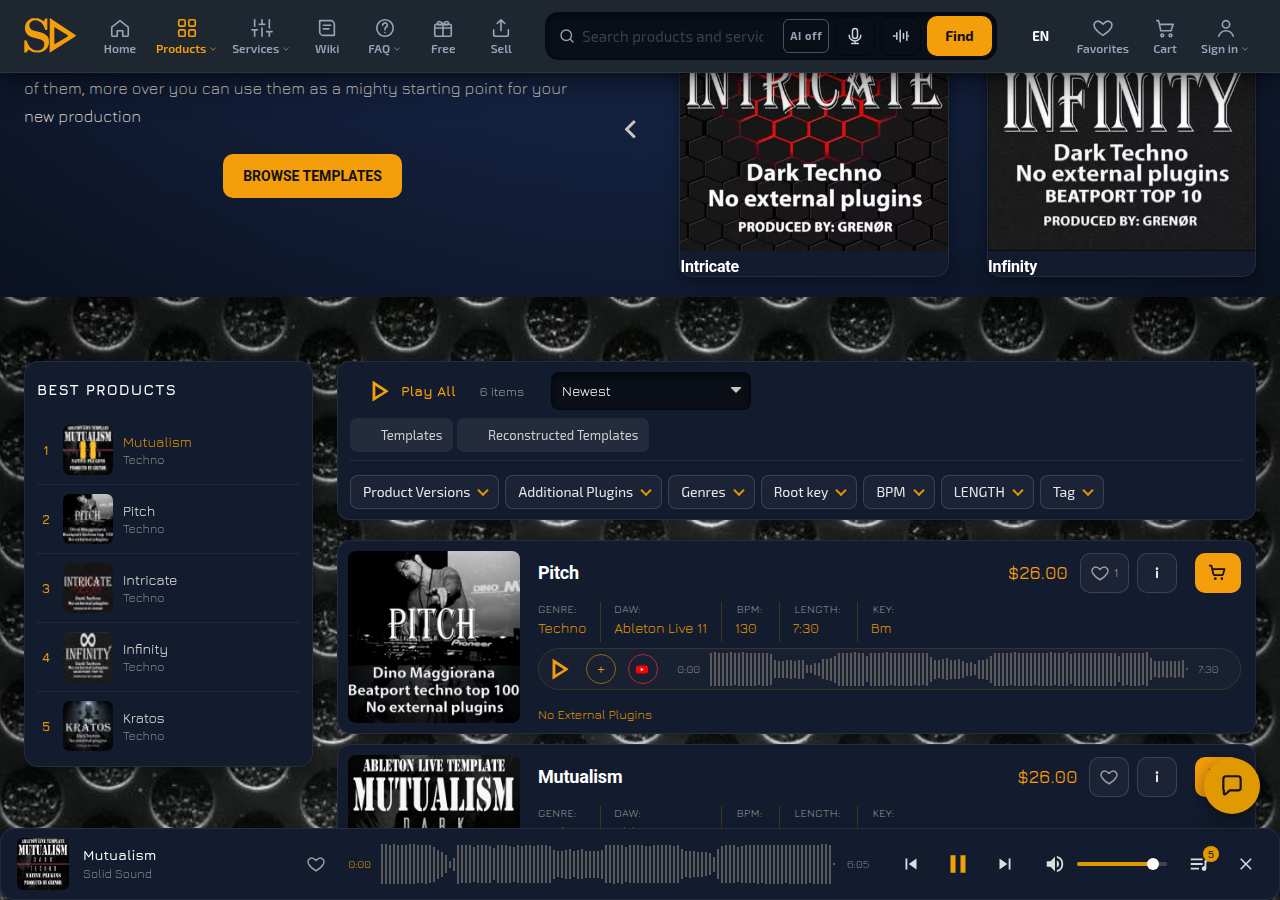 SD
Home
Products
Services
Wiki
FAQ
Free
Sell
Search products and servic
AI off
Find
EN
Favorites
Cart
Sign in
of them, more over you can use them as a mighty starting point for your
new production
BROWSE TEMPLATES
INTRICATE
Dark Techno
No external plugins
PRODUCED BY: GRENØR
Intricate
INFINITY
Dark Techno
No external plugins
BEATPORT TOP 10
PRODUCED BY: GRENØR
Infinity
BEST PRODUCTS
1
Mutualism
Techno
2
Pitch
Techno
3
Intricate
Techno
4
Infinity
Techno
5
Kratos
Techno
Play All
6 items
Newest
Templates
Reconstructed Templates
Product Versions
Additional Plugins
Genres
Root key
BPM
LENGTH
Tag
DINO M
PITCH
Pioneer
Dino Maggiorana
Beatport techno top 100
No external plugins
Pitch
$26.00
1
i
GENRE:
Techno
DAW:
Ableton Live 11
BPM:
130
LENGTH:
7:30
KEY:
Bm
+
0:00
7:30
No External Plugins
ABLETON LIVE TEMPLATE
MUTUALISM
DARK
Mutualism
$26.00
i
GENRE:
DAW:
BPM:
LENGTH:
KEY:
Mutualism
Solid Sound
0:00
6:05
5